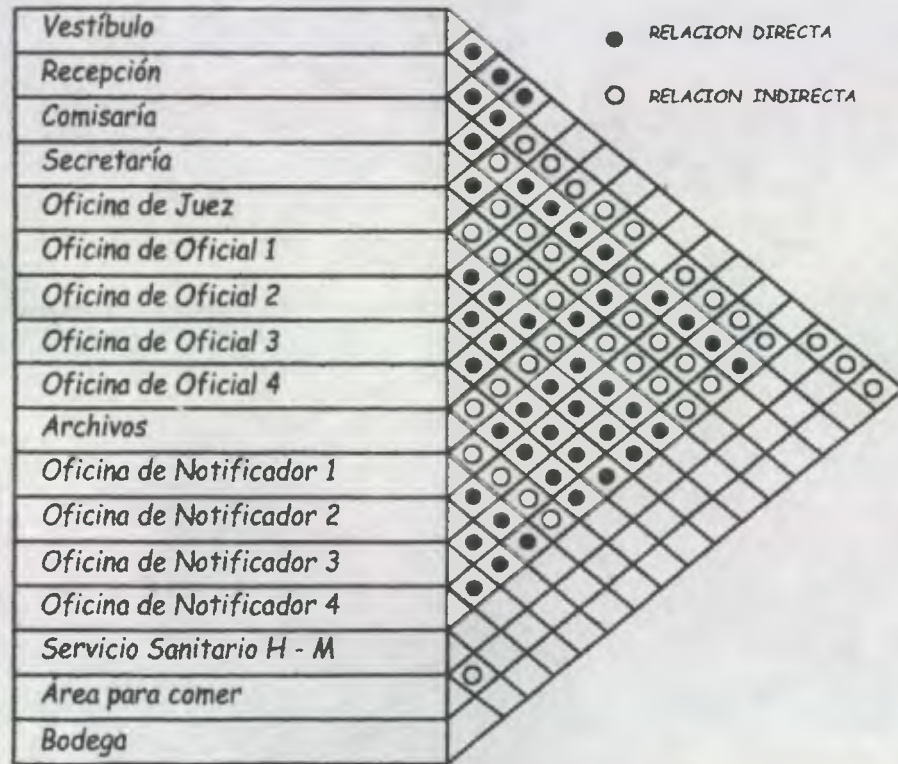 Vestíbulo
Recepción
Comisaría
Secretaría
Oficina de Juez
Oficina de Oficial 1
Oficina de Oficial 2
Oficina de Oficial 3
Oficina de Oficial 4
Archivos
Oficina de Notificador 1
Oficina de Notificador 2
Oficina de Notificador 3
Oficina de Notificador 4
Servicio Sanitario H - M
Área para comer
Bodega
RELACION DIRECTA
RELACION INDIRECTA